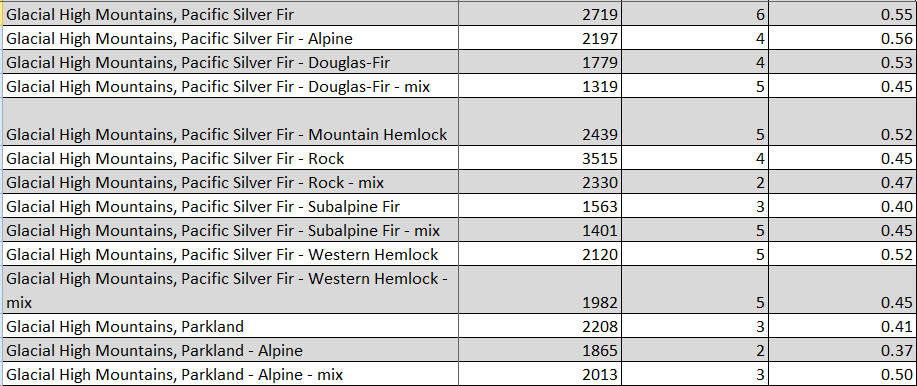 Glacial High Mountains, Pacific Silver Fir 2719 6 0.55
Glacial High Mountains, Pacific Silver Fir - Alpine 2197 4 0.56
Glacial High Mountains, Pacific Silver Fir - Douglas-Fir 1779 4 0.53
Glacial High Mountains, Pacific Silver Fir - Douglas-Fir - mix 1319 5 0.45
Glacial High Mountains, Pacific Silver Fir - Mountain Hemlock 2439 5 0.52
Glacial High Mountains, Pacific Silver Fir - Rock 3515 4 0.45
Glacial High Mountains, Pacific Silver Fir - Rock - mix 2330 2 0.47
Glacial High Mountains, Pacific Silver Fir - Subalpine Fir 1563 3 0.40
Glacial High Mountains, Pacific Silver Fir - Subalpine Fir - mix 1401 5 0.45
Glacial High Mountains, Pacific Silver Fir - Western Hemlock 2120 5 0.52
Glacial High Mountains, Pacific Silver Fir - Western Hemlock -
mix 1982 5 0.45
Glacial High Mountains, Parkland 2208 3 0.41
Glacial High Mountains, Parkland - Alpine 1865 2 0.37
Glacial High Mountains, Parkland - Alpine - mix 2013 3 0.50